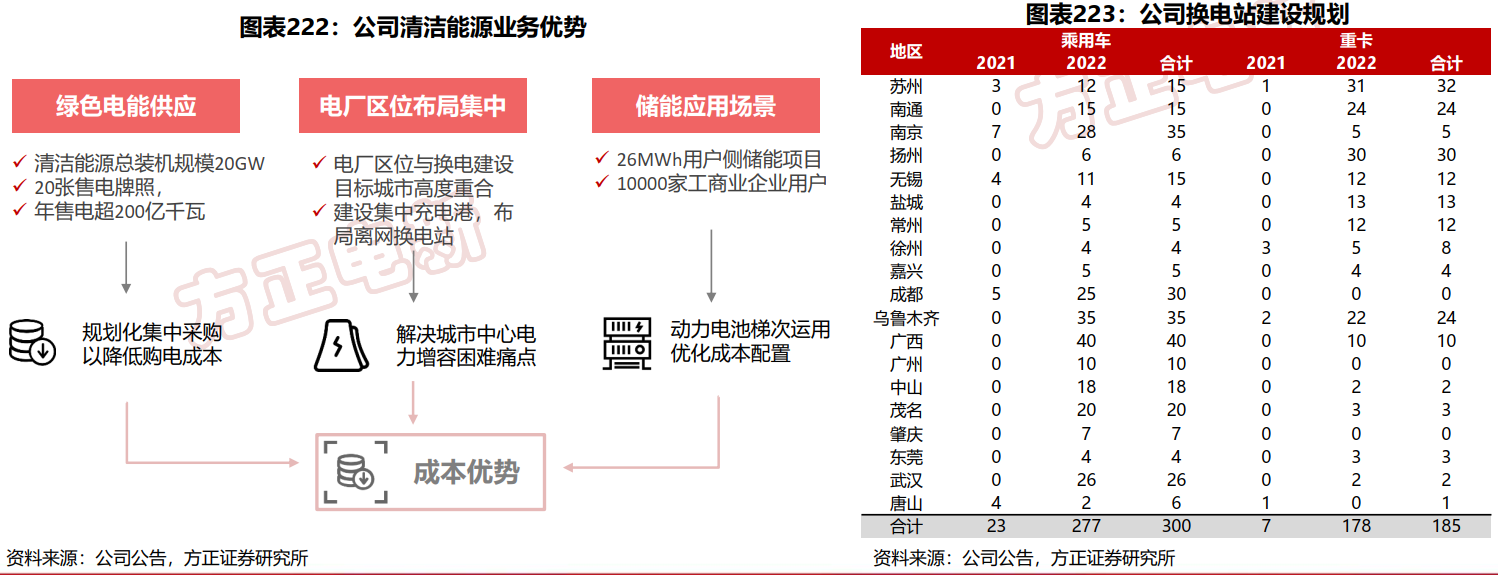 图表222：公司清洁能源业务优势
绿色电能供应
清洁能源总装机规模20GW
20张售电牌照，
年售电超200亿千瓦
规划化集中采购
以降低购电成本
电厂区位布局集中
电厂区位与换电建设
目标城市高度重合
建设集中充电港，布
局离网换电站
解决城市中心电
力增容困难痛点
储能应用场景
26MWh用户侧储能项目
10000家工商业企业用户
动力电池梯次运用
优化成本配置
成本优势
方正电新
资料来源：公司公告，方正证券研究所
图表223：公司换电站建设规划
地区 乘用车 重卡
2021 2022 合计 2021 2022 合计
苏州 3 12 15 1 31 32
南通 0 15 15 0 24 24
南京 7 28 35 0 5 5
扬州 0 6 6 0 30 30
无锡 4 11 15 0 12 12
盐城 0 4 4 0 13 13
常州 0 5 5 0 12 12
徐州 0 4 4 3 5 8
嘉兴 0 5 5 0 4 4
成都 5 25 30 0 0 0
乌鲁木齐 0 35 35 2 22 24
广西 0 40 40 0 10 10
广州 0 10 10 0 0 0
中山 0 18 18 0 2 2
茂名 0 20 20 0 3 3
肇庆 0 7 7 0 0 0
东莞 0 4 4 0 3 3
武汉 0 26 26 0 2 2
唐山 4 2 6 1 0 1
合计 23 277 300 7 178 185
方正电
资料来源：公司公告，方正证券研究所